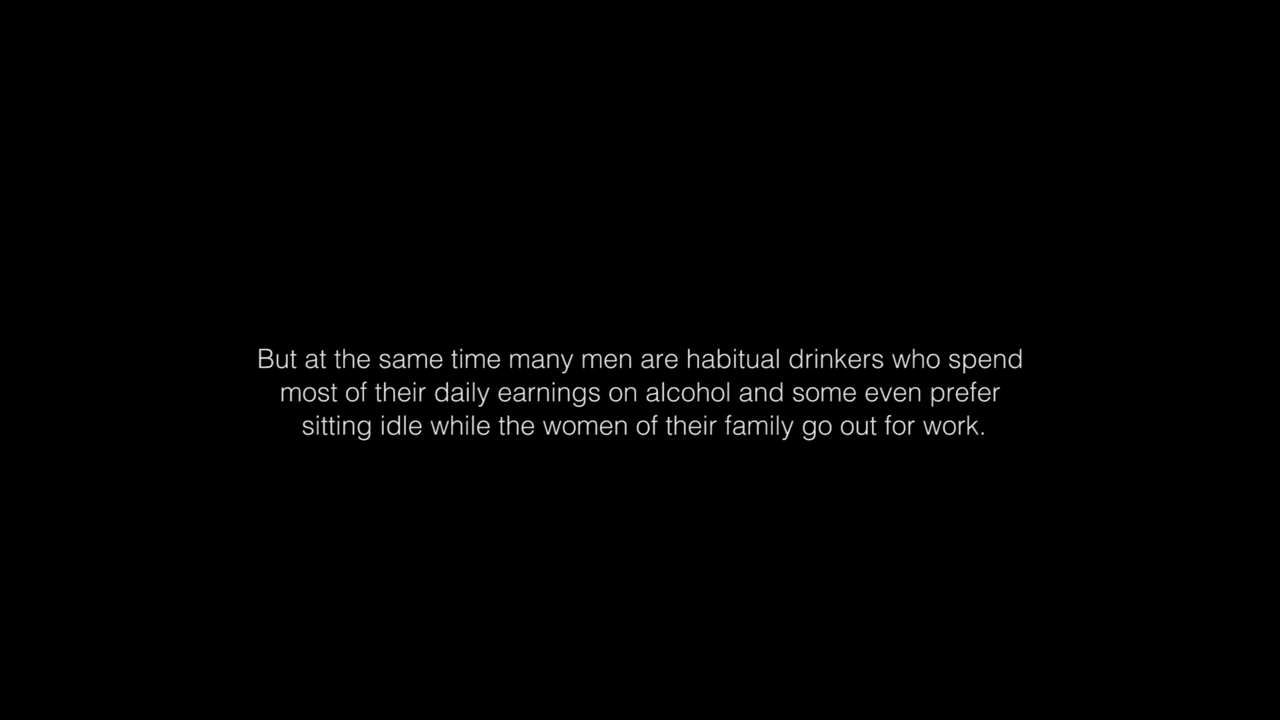 But at the same time many men are habitual drinkers who spend
most of their daily earnings on alcohol and some even prefer
sitting idle while the women of their family go out for work.